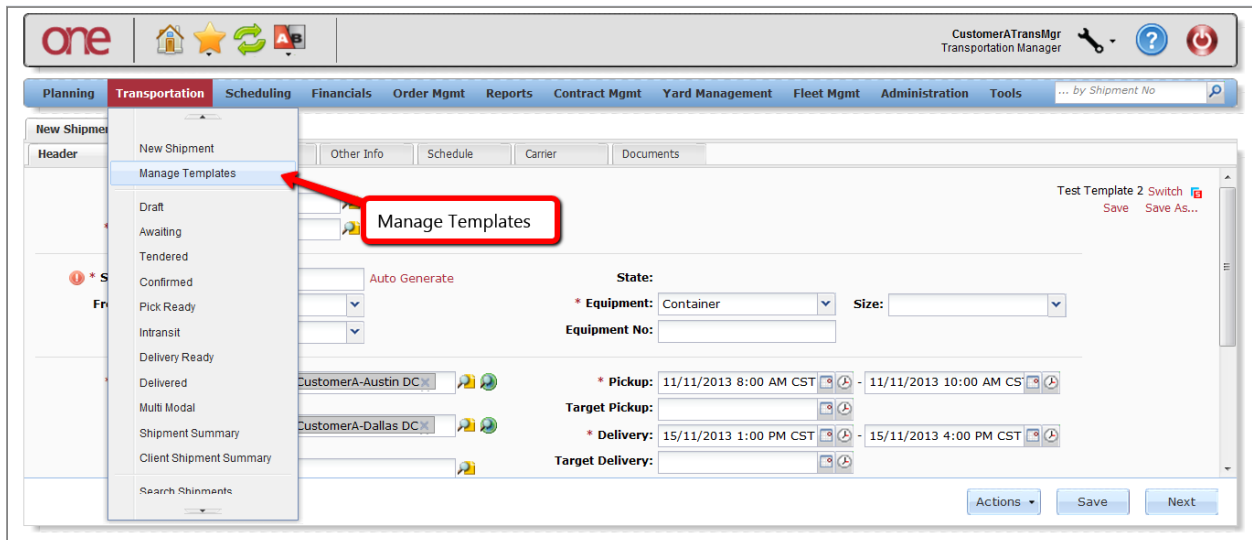 one
CustomerATransMgr
Transportation Manager
Planning Transportation Scheduling Financials Order Mgmt Reports Contract Mgmt Yard Management Fleet Mgmt Administration Tools ... by Shipment No
New Shipmen
Header Other Info Schedule Carrier Documents
New Shipment
Manage Templates
Draft
Awaiting
Tendered
Confirmed
Pick Ready
Intransit
Delivery Ready
Delivered
Multi Modal
Shipment Summary
Client Shipment Summary
Search Shipments
Manage Templates
Test Template 2 Switch
Save Save As...
* S Auto Generate State:
Fr * Equipment: Container Size:
Equipment No:
* CustomerA-Austin DC * Pickup: 11/11/2013 8:00 AM CST - 11/11/2013 10:00 AM CS
Target Pickup:
CustomerA-Dallas DC * Delivery: 15/11/2013 1:00 PM CST - 15/11/2013 4:00 PM CST
Target Delivery:
Actions Save Next